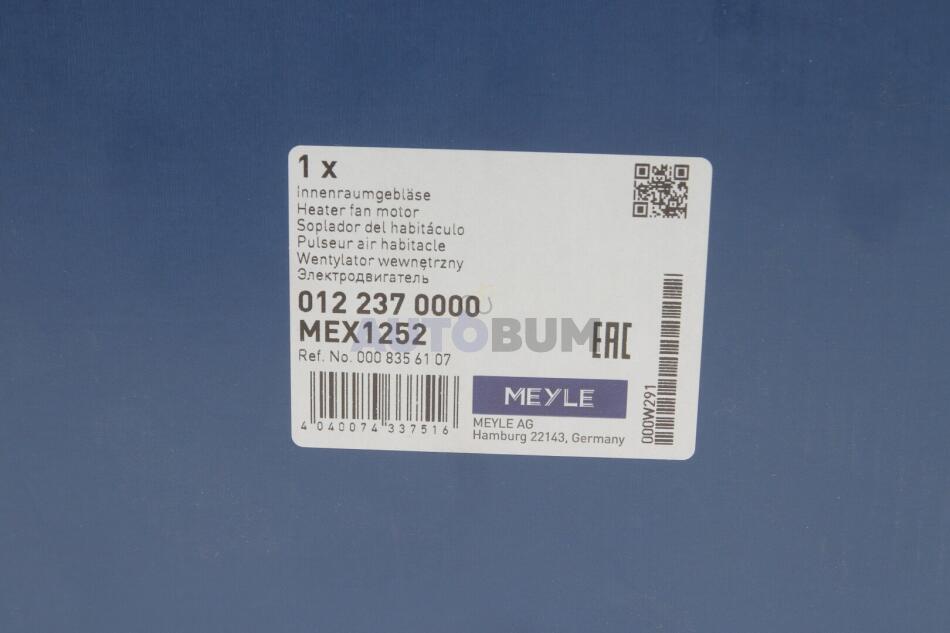 1 x
Innenraumgebläse
Heater fan motor
Soplador del habitáculo
Pulseur air habitacle
Wentylator wewnętrzny
Электродвигатель
012 237 0000
MEX1252
AUTOBUM
EAC
Ref. No. 000 835 61 07
4 040074 337516
MEYLE
MEYLE AG
Hamburg 22143, Germany
000W291